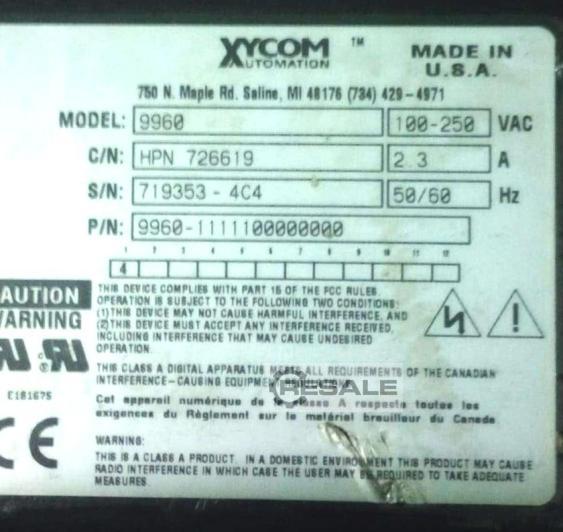 XYCOM ™
AUTOMATION
MADE IN
U.S.A.
750 N. Maple Rd. Saline, MI 48176 (734) 429-4971
MODEL: 9960 100-250 VAC
C/N: HPN 726619 2.3 A
S/N: 719353-4C4 50/60 Hz
P/N: 9960-1111100000000
1 2 3 4 5 6 7 8 9 10 11 12
4
THIS DEVICE COMPLIES WITH PART 15 OF THE FCC RULES.
OPERATION IS SUBJECT TO THE FOLLOWING TWO CONDITIONS:
(1)THIS DEVICE MAY NOT CAUSE HARMFUL INTERFERENCE, AND
(2)THIS DEVICE MUST ACCEPT ANY INTERFERENCE RECEIVED,
INCLUDING INTERFERENCE THAT MAY CAUSE UNDESIRED
OPERATION.
AUTION
ARNING
E181675
THIS CLASS A DIGITAL APPARATUS MEETS ALL REQUIREMENTS OF THE CANADIAN
INTERFERENCE-CAUSING EQUIPMENT REGULATIONS.
RESALE
Cet appareil numérique de la classe A respecte toutes les
exigences du Règlement sur le matériel brouilleur du Canada.
CE
WARNING:
THIS IS A CLASS A PRODUCT. IN A DOMESTIC ENVIRONMENT THIS PRODUCT MAY CAUSE
RADIO INTERFERENCE IN WHICH CASE THE USER MAY BE REQUIRED TO TAKE ADEQUATE
MEASURES.